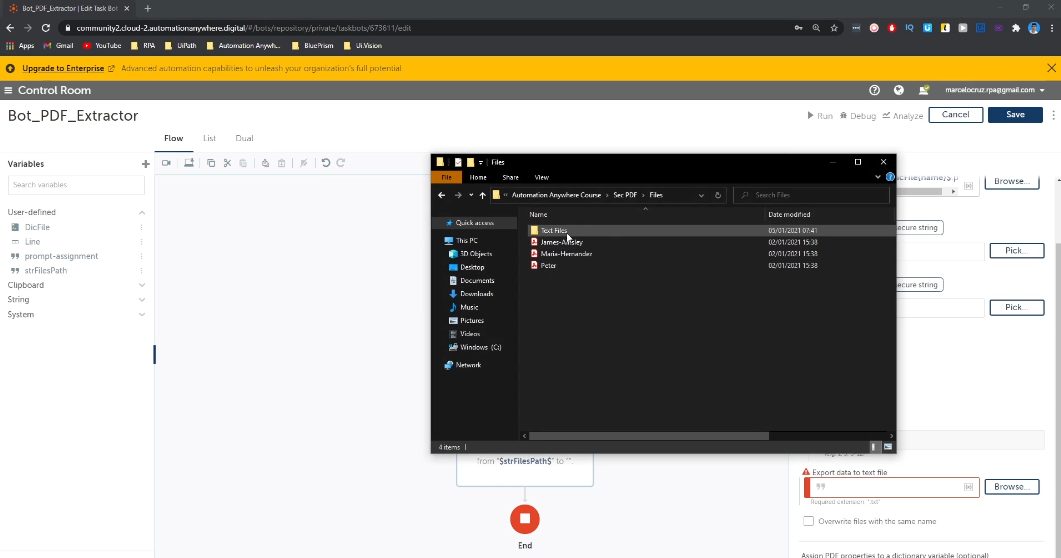 Bot_PDF_Extractor | Edit Task Bot
community2.cloud-2.automationanywhere.digital/#/bots/repository/private/taskbots/673611/edit
Apps Gmail YouTube RPA UiPath Automation Anywh... BluePrism Ui.Vision
Upgrade to Enterprise Advanced automation capabilities to unleash your organization's full potential.
Control Room marcelocruz.rpa@gmail.com
Bot_PDF_Extractor Run Debug Analyze Cancel Save
Flow List Dual
Variables
Search variables
User-defined
DicFile
Line
prompt-assignment
strFilesPath
Clipboard
String
System
Files
File Home Share View
Automation Anywhere Course Sec PDF Files Search Files
Name Date modified
Quick access
This PC
3D Objects
Desktop
Documents
Downloads
Music
Pictures
Videos
Windows (C:)
Network
Text Files 05/01/2021 07:41
James-Ainsley 02/01/2021 15:38
Maria-Hernandez 02/01/2021 15:38
Peter 02/01/2021 15:38
4 items
Browse...
ecure string
Pick...
ecure string
Pick...
from "$strFilesPath$" to "".
End
Export data to text file
Browse...
Required extension: ".txt"
Overwrite files with the same name
Assign PDF properties to a dictionary variable (optional)